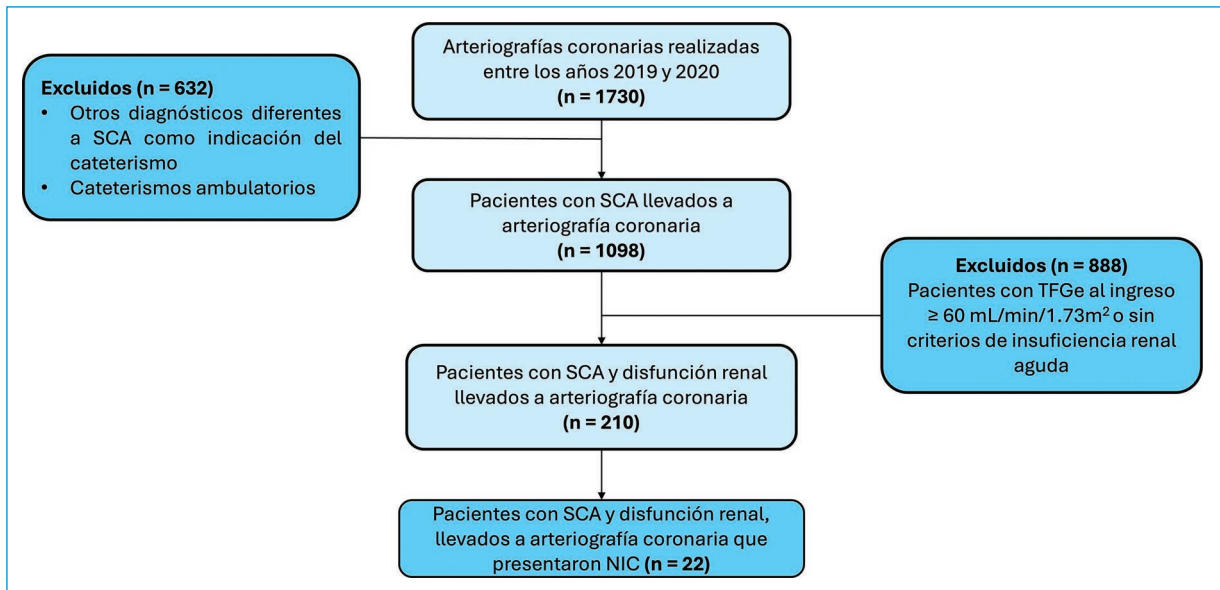 Arteriografías coronarias realizadas
entre los años 2019 y 2020
(n = 1730)
Excluidos (n = 632)
• Otros diagnósticos diferentes
a SCA como indicación del
cateterismo
• Cateterismos ambulatorios
Pacientes con SCA llevados a
arteriografía coronaria
(n = 1098)
Excluidos (n = 888)
Pacientes con TFGe al ingreso
≥ 60 mL/min/1.73m² o sin
criterios de insuficiencia renal
aguda
Pacientes con SCA y disfunción renal
llevados a arteriografía coronaria
(n = 210)
Pacientes con SCA y disfunción renal,
llevados a arteriografía coronaria que
presentaron NIC (n = 22)